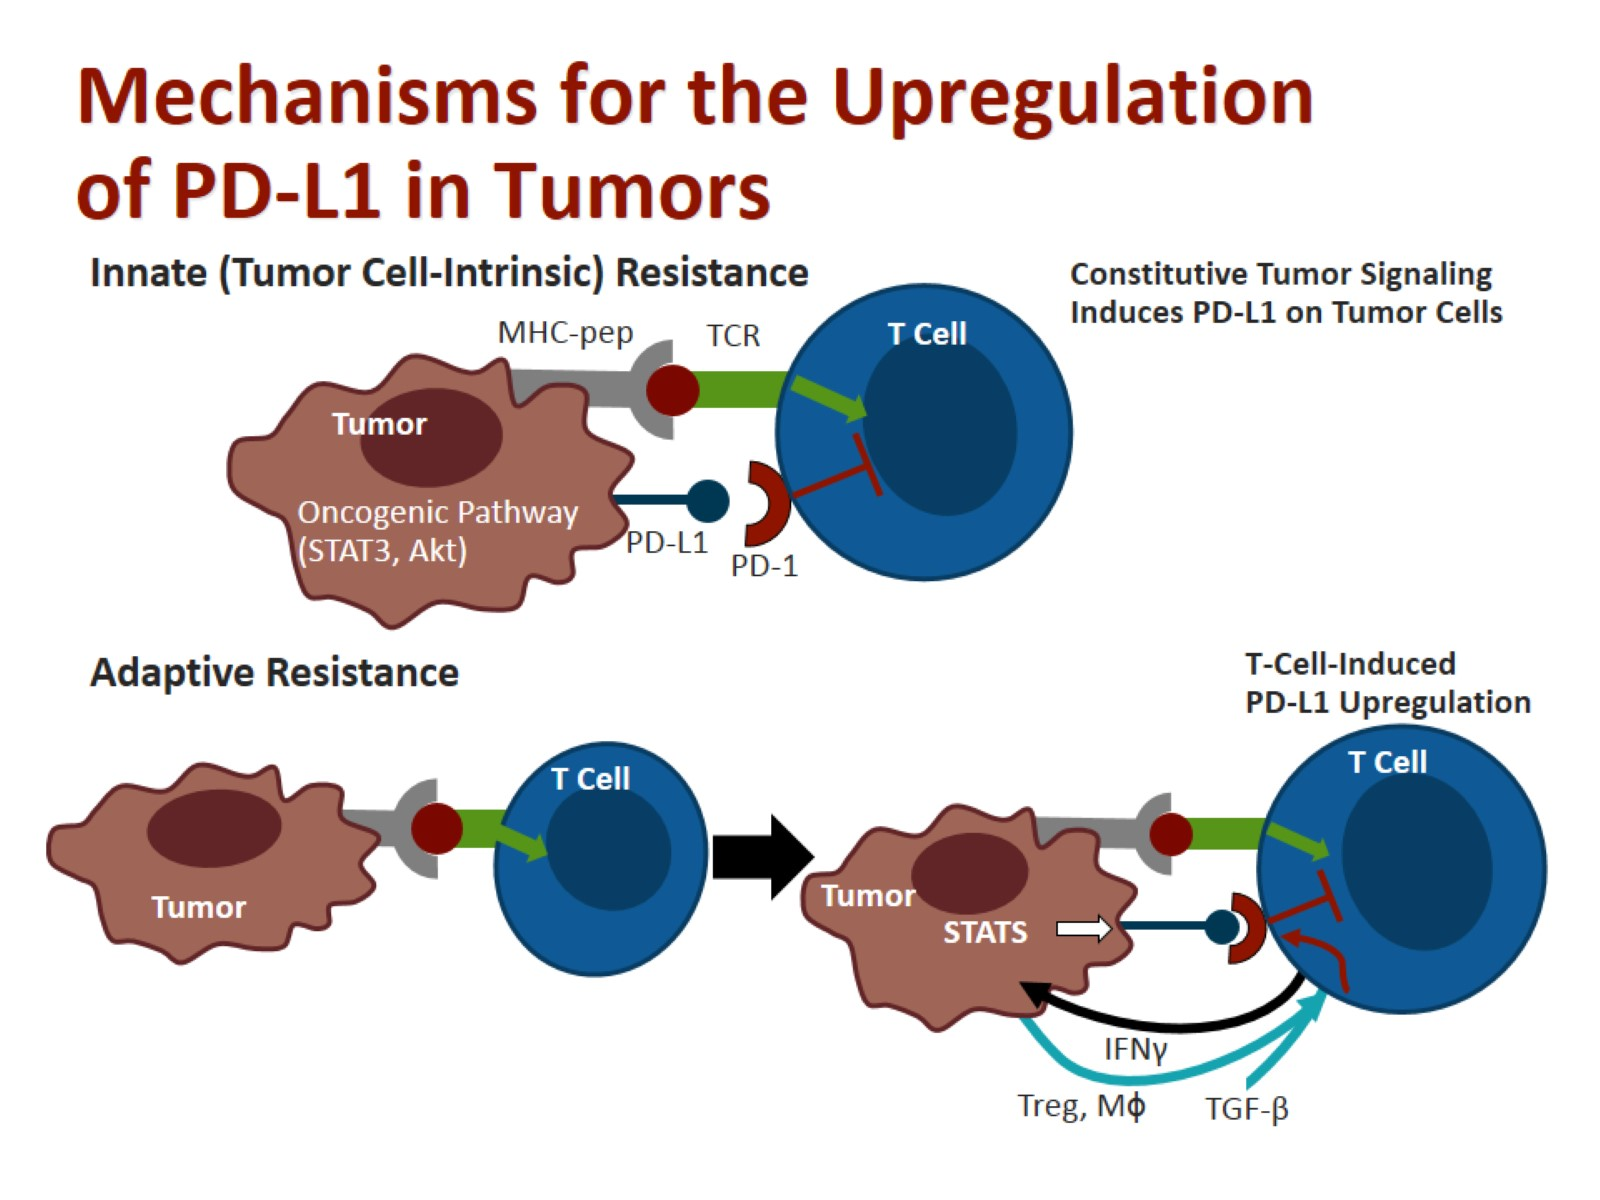 Mechanisms for the Upregulation
of PD-L1 in Tumors
Innate (Tumor Cell-Intrinsic) Resistance
Constitutive Tumor Signaling
Induces PD-L1 on Tumor Cells
MHC-pep
TCR
T Cell
Tumor
Oncogenic Pathway
(STAT3, Akt)
PD-L1
PD-1
Adaptive Resistance
T-Cell-Induced
PD-L1 Upregulation
T Cell
Tumor
T Cell
Tumor
STATS
IFNγ
Treg, Mϕ
TGF-β